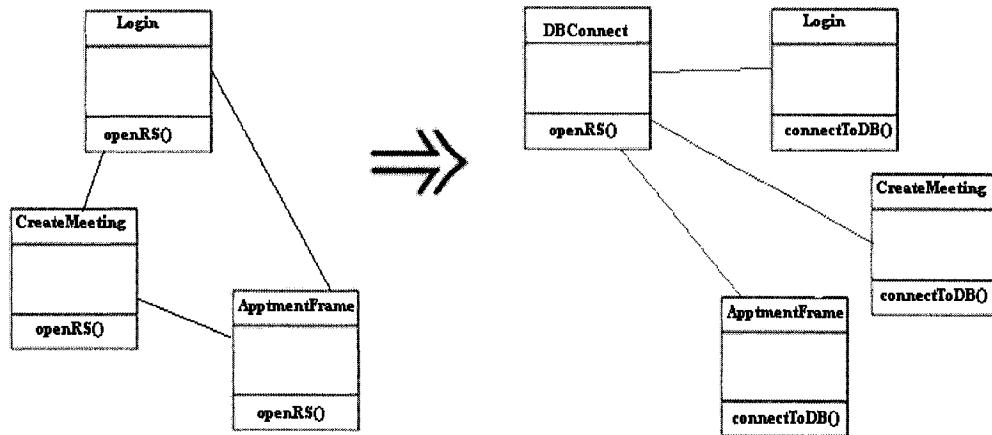 Login
openRS()
CreateMeeting
openRS()
ApptmentFrame
openRS()
DBConnect
openRS()
Login
connectToDB()
CreateMeeting
connectToDB()
ApptmentFrame
connectToDB()